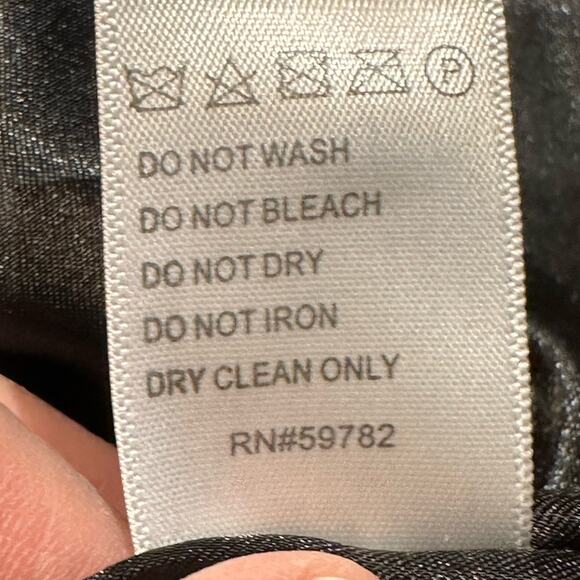 P
DO NOT WASH
DO NOT BLEACH
DO NOT DRY
DO NOT IRON
DRY CLEAN ONLY
RN#59782